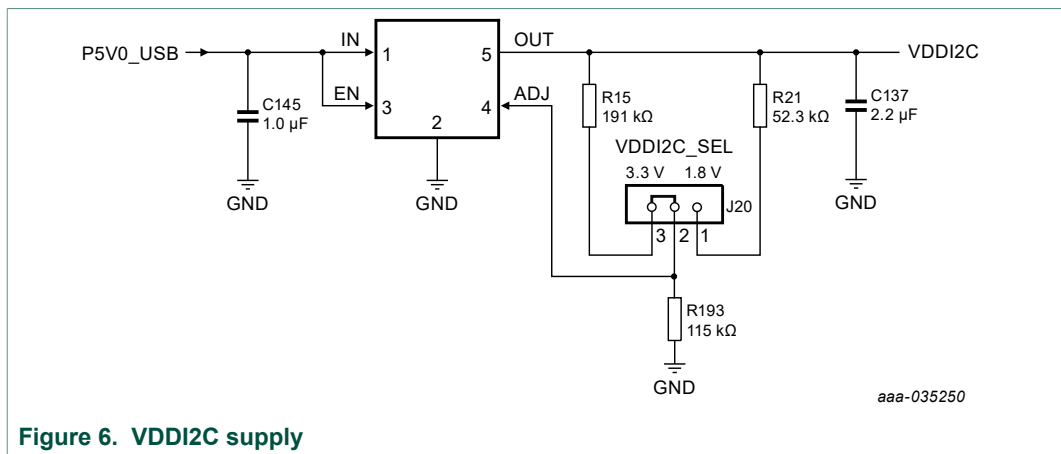 P5V0_USB
IN
1
EN
3
2
5
OUT
4
ADJ
VDDI2C
C145
1.0 µF
GND
GND
R15
191 kΩ
R21
52.3 kΩ
C137
2.2 µF
GND
VDDI2C_SEL
3.3 V 1.8 V
J20
3 2 1
R193
115 kΩ
GND
aaa-035250
Figure 6. VDDI2C supply